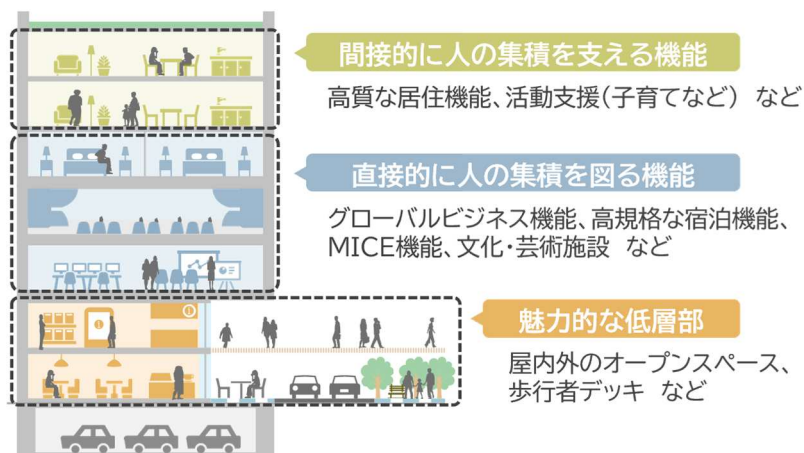 間接的に人の集積を支える機能
高質な居住機能、活動支援(子育てなど) など
直接的に人の集積を図る機能
グローバルビジネス機能、高規格な宿泊機能、
MICE機能、文化・芸術施設 など
魅力的な低層部
屋内外のオープンスペース、
歩行者デッキ など